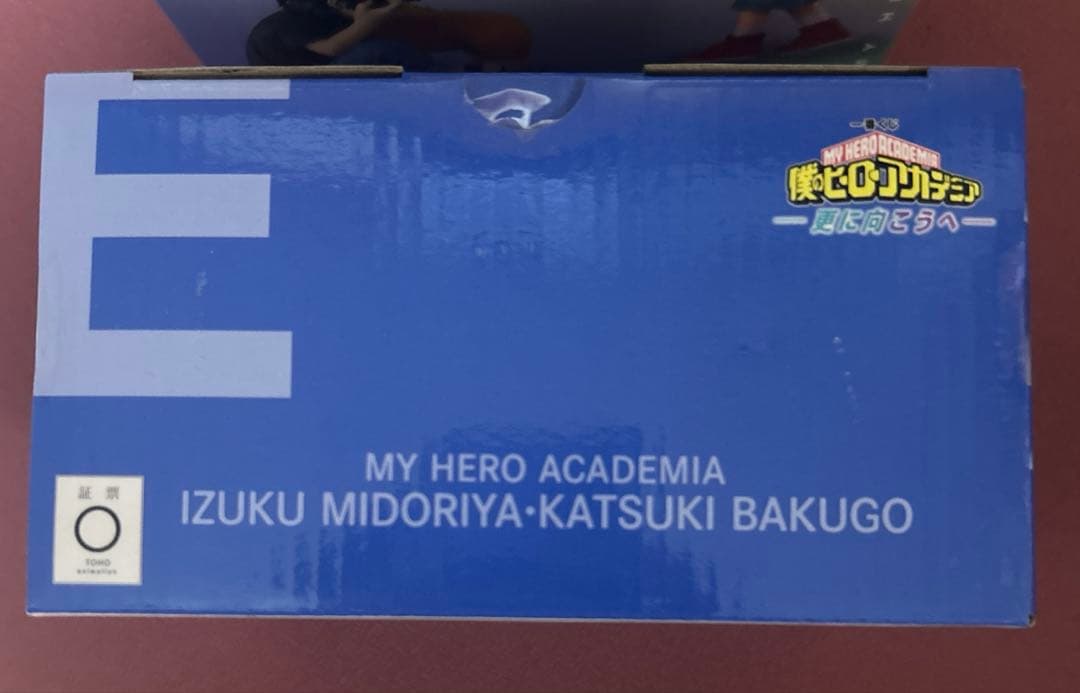 E
一番くじ
MY HERO ACADEMIA
僕のヒーローアカデミア
更に向こうへ
MY HERO ACADEMIA
IZUKU MIDORIYA・KATSUKI BAKUGO
証 票
TOHO
animation